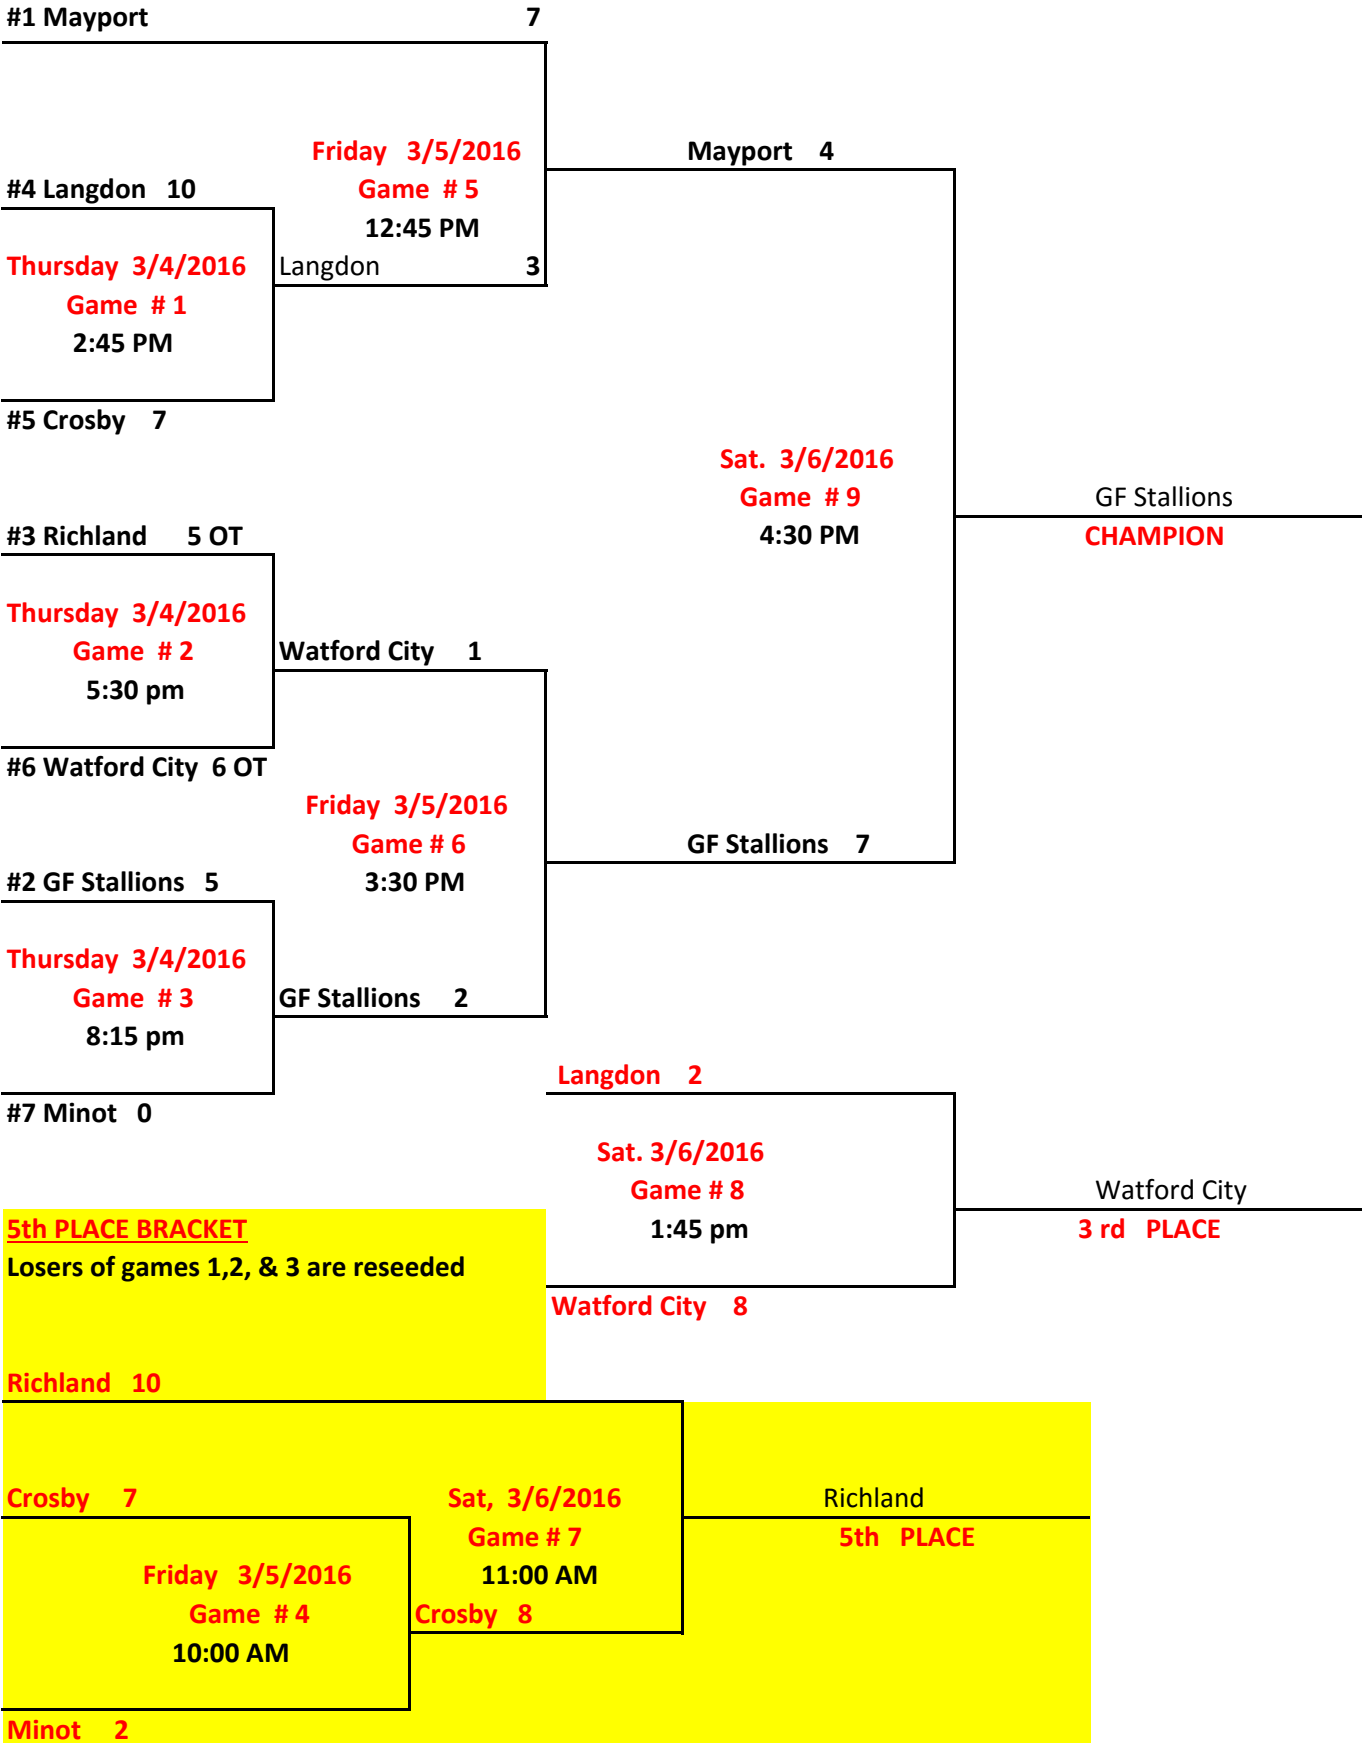 #1 Mayport 7
Friday 3/5/2016
Mayport 4
#4 Langdon 10
Game # 5
12:45 PM
Thursday 3/4/2016
Langdon 3
Game # 1
2:45 PM
#5 Crosby 7
Sat. 3/6/2016
Game # 9
GF Stallions
#3 Richland 5 OT
4:30 PM
CHAMPION
Thursday 3/4/2016
Game # 2
Watford City 1
5:30 pm
#6 Watford City 6 OT
Friday 3/5/2016
Game # 6
GF Stallions 7
#2 GF Stallions 5
3:30 PM
Thursday 3/4/2016
Game # 3
GF Stallions 2
8:15 pm
Langdon 2
#7 Minot 0
Sat. 3/6/2016
Game # 8
Watford City
5th PLACE BRACKET
1:45 pm
3 rd PLACE
Losers of games 1,2, & 3 are reseeded
Watford City 8
Richland 10
Crosby 7
Sat, 3/6/2016
Richland
Game # 7
5th PLACE
Friday 3/5/2016
11:00 AM
Game # 4
Crosby 8
10:00 AM
Minot 2